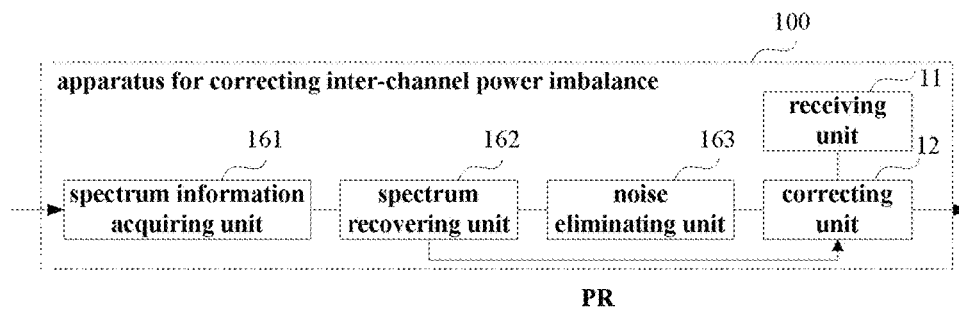 100
apparatus for correcting inter-channel power imbalance
11
receiving
unit
161
162
163
12
spectrum information
acquiring unit
spectrum
recovering unit
noise
eliminating unit
correcting
unit
PR